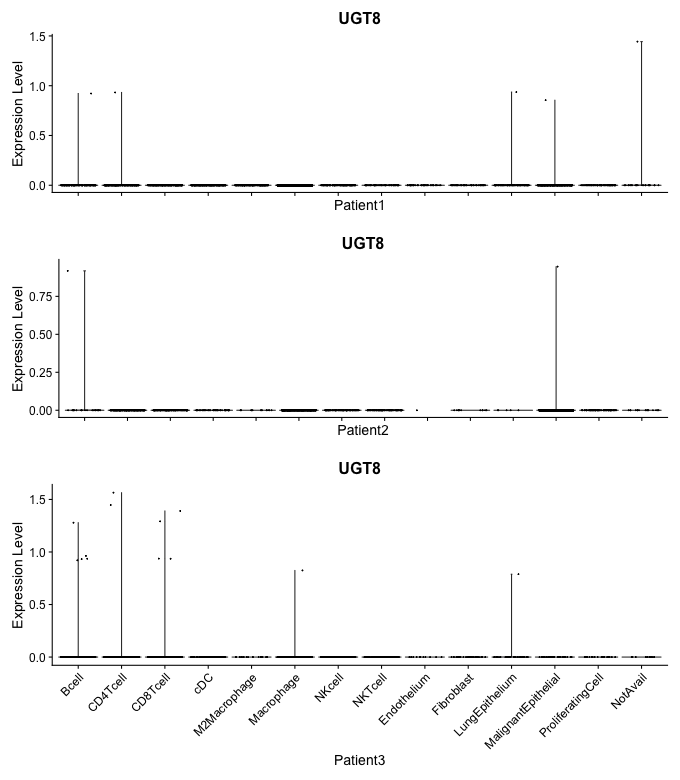 UGT8
Expression Level
1.5
1.0
0.5
0.0
Patient1
UGT8
Expression Level
0.75
0.50
0.25
0.00
Patient2
UGT8
Expression Level
1.5
1.0
0.5
0.0
Bcell
CD4Tcell
CD8Tcell
cDC
M2Macrophage
Macrophage
NKcell
NKTcell
Endothelium
Fibroblast
LungEpithelium
MalignantEpithelial
ProliferatingCell
NotAvail
Patient3